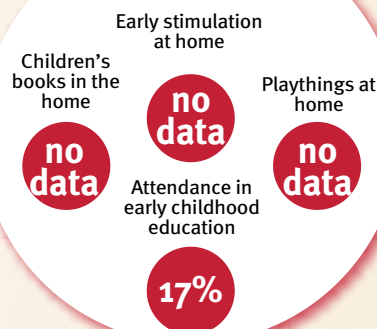 Early stimulation
at home
no
data
Children’s
books in the
home
no
data
Playthings at
home
no
data
Attendance in
early childhood
education
17%